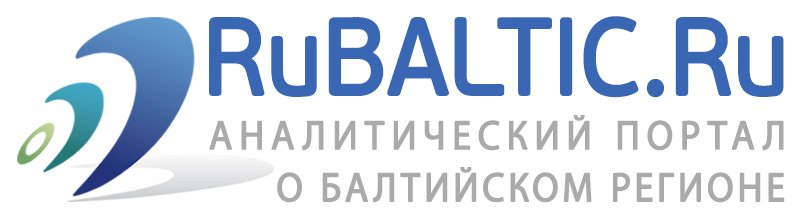 RuBALTIC.Ru
АНАЛИТИЧЕСКИЙ ПОРТАЛ
О БАЛТИЙСКОМ РЕГИОНЕ